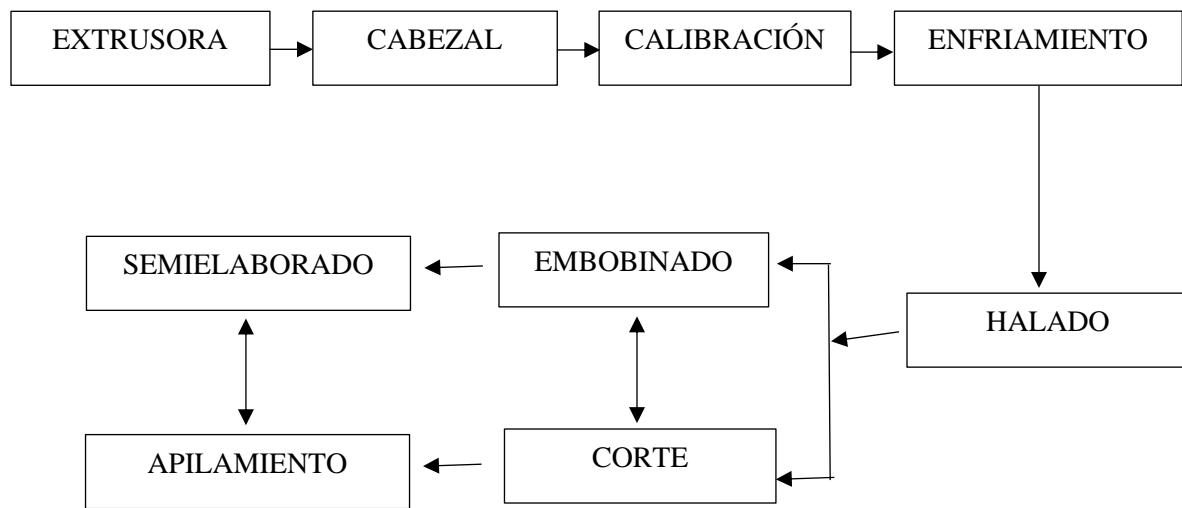 EXTRUSORA
CABEZAL
CALIBRACIÓN
ENFRIAMIENTO
HALADO
EMBOBINADO
SEMIELABORADO
CORTE
APILAMIENTO